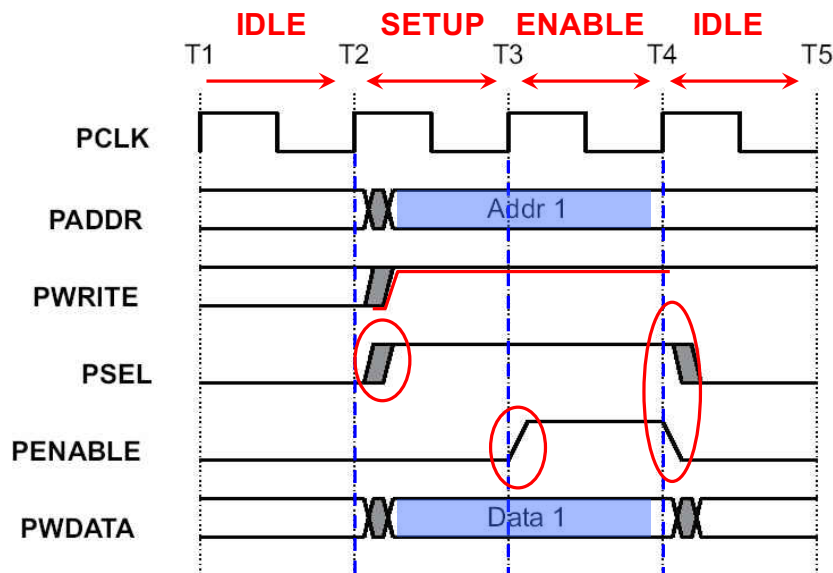 IDLE SETUP ENABLE IDLE
T1 T2 T3 T4 T5
PCLK
PADDR Addr 1
PWRITE
PSEL
PENABLE
PWDATA Data 1